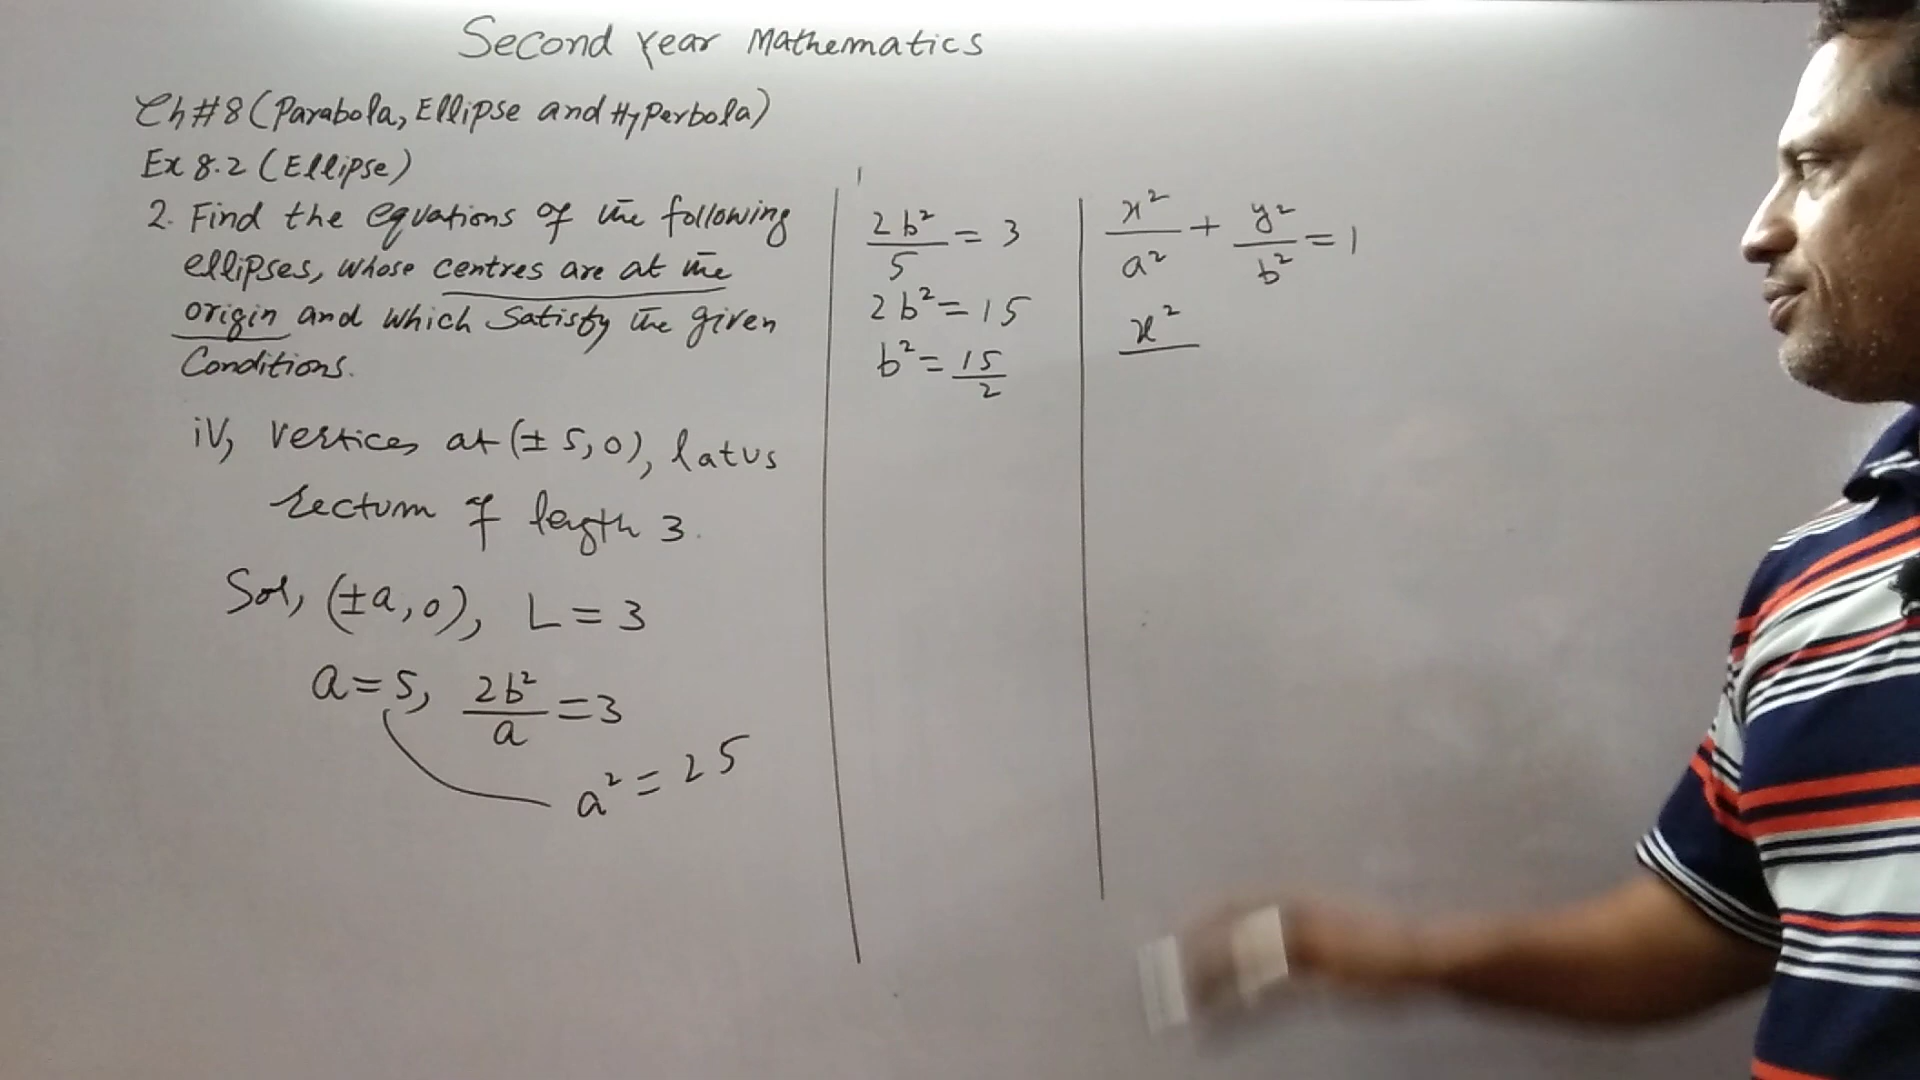 Second Year Mathematics
Ch#8 (Parabola, Ellipse and Hyperbola)
Ex 8.2 (Ellipse)
2. Find the equations of the following
ellipses, whose centres are at the
origin and which satisfy the given
Conditions.
iv, vertices at (± 5, 0), latus
rectum of length 3.
Sol, (±a, 0), L = 3
a = 5, 2b²/a = 3
a² = 25
2b²/5 = 3
2b² = 15
b² = 15/2
x²/a² + y²/b² = 1
x²